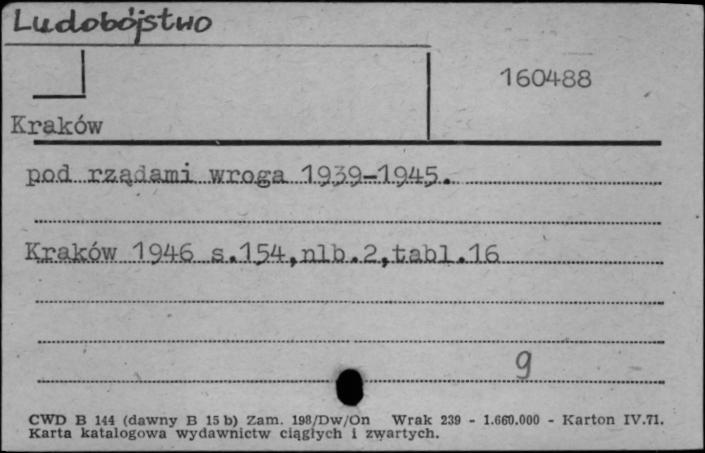 Ludobójstwo
160488
Kraków
pod rządami wroga 1939-1945.
Kraków 1946 s.154,nlb.2,tabl.16
9
CWD B 144 (dawny B 15 b) Zam. 198/Dw/On Wrak 239 - 1.660.000 - Karton IV.71.
Karta katalogowa wydawnictw ciągłych i zwartych.